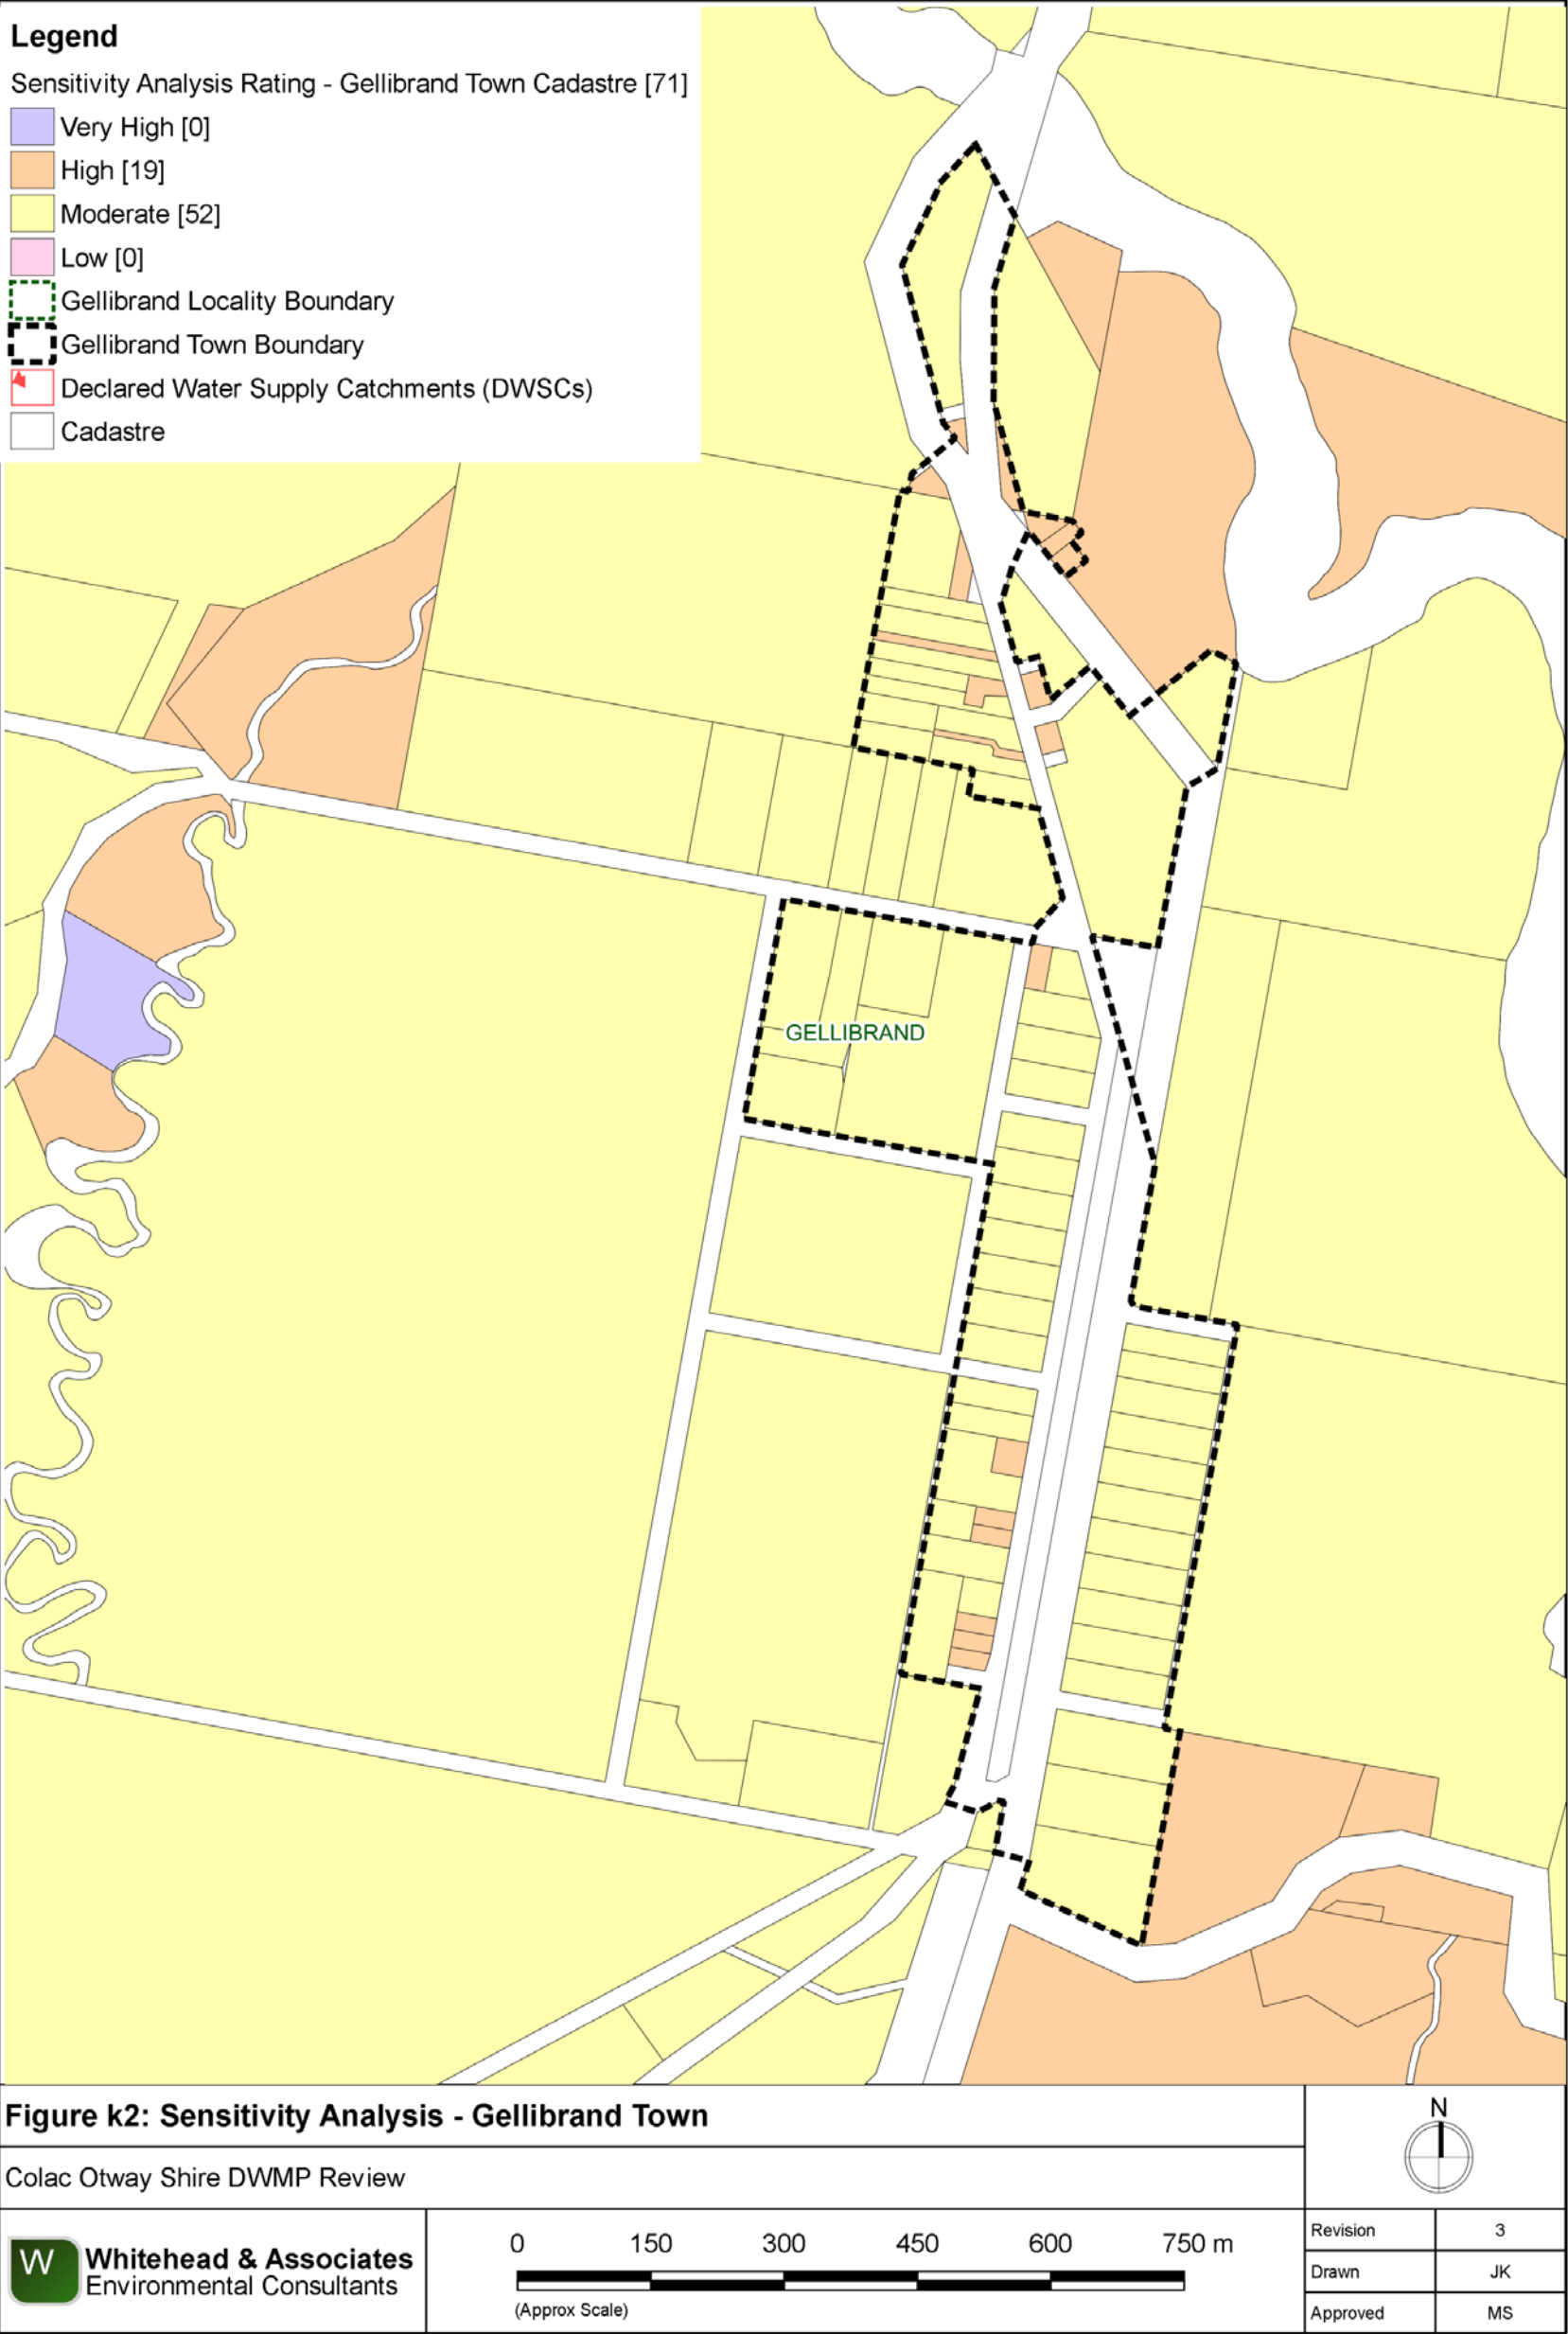 Legend
Sensitivity Analysis Rating - Gellibrand Town Cadastre [71]
Very High [0]
High [19]
Moderate [52]
Low [0]
Gellibrand Locality Boundary
Gellibrand Town Boundary
Declared Water Supply Catchments (DWSCs)
Cadastre
GELLIBRAND
Figure k2: Sensitivity Analysis - Gellibrand Town
Colac Otway Shire DWMP Review
N
W
Whitehead & Associates
Environmental Consultants
0 150 300 450 600 750 m
(Approx Scale)
Revision 3
Drawn JK
Approved MS